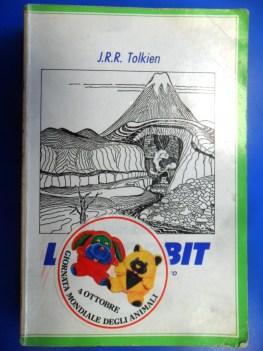 J.R.R. Tolkien
L BIT
GIORNATA MONDIALE DEGLI ANIMALI
4 OTTOBRE